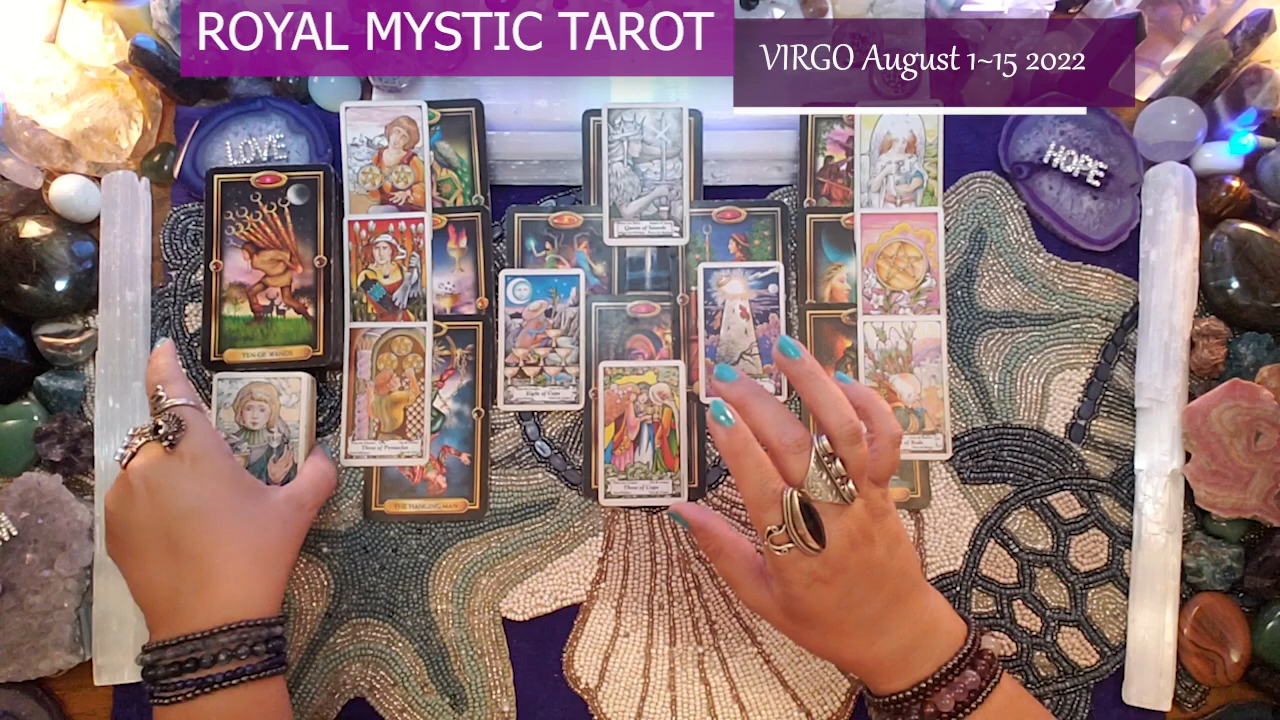 ROYAL MYSTIC TAROT
VIRGO August 1~15 2022
LOVE
HOPE
TEN OF WANDS
Queen of Swords
Eight of Cups
Three of Pentacles
Three of Cups
THE HANGING MAN